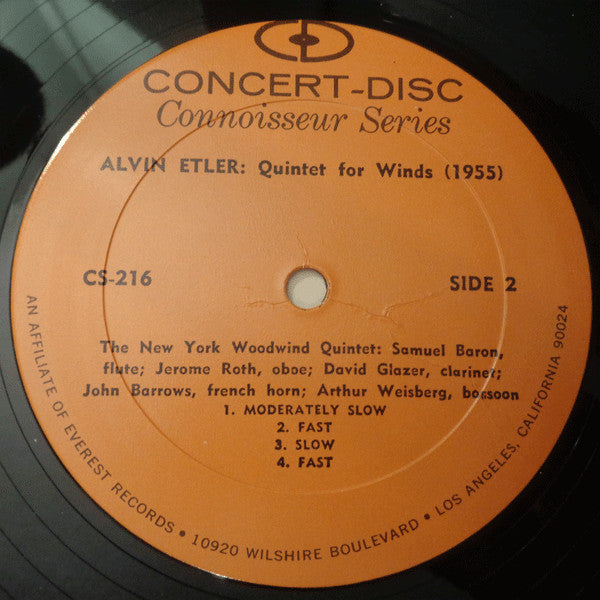 CD
CONCERT-DISC
Connoisseur Series
ALVIN ETLER: Quintet for Winds (1955)
CS-216
SIDE 2
The New York Woodwind Quintet: Samuel Baron,
flute; Jerome Roth, oboe; David Glazer, clarinet;
John Barrows, french horn; Arthur Weisberg, bossoon
1. MODERATELY SLOW
2. FAST
3. SLOW
4. FAST
AN AFFILIATE OF EVEREST RECORDS • 10920 WILSHIRE BOULEVARD • LOS ANGELES, CALIFORNIA 90024